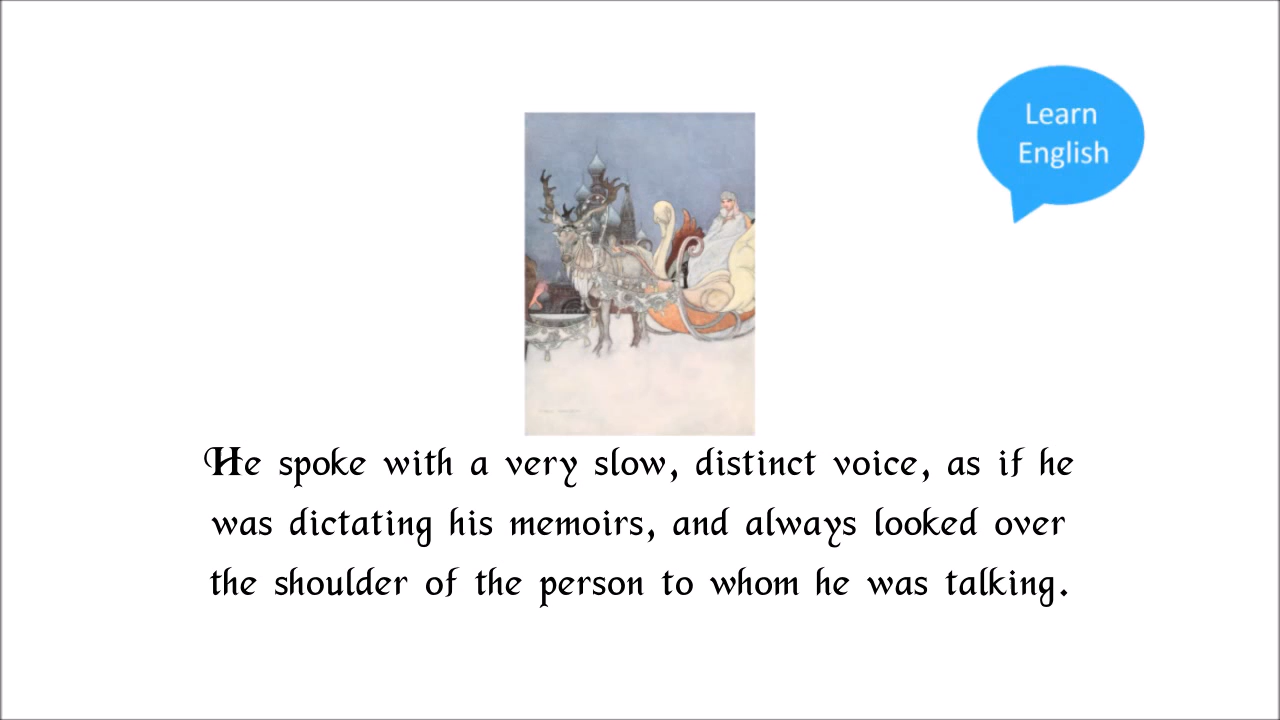 Learn
English
He spoke with a very slow, distinct voice, as if he
was dictating his memoirs, and always looked over
the shoulder of the person to whom he was talking.